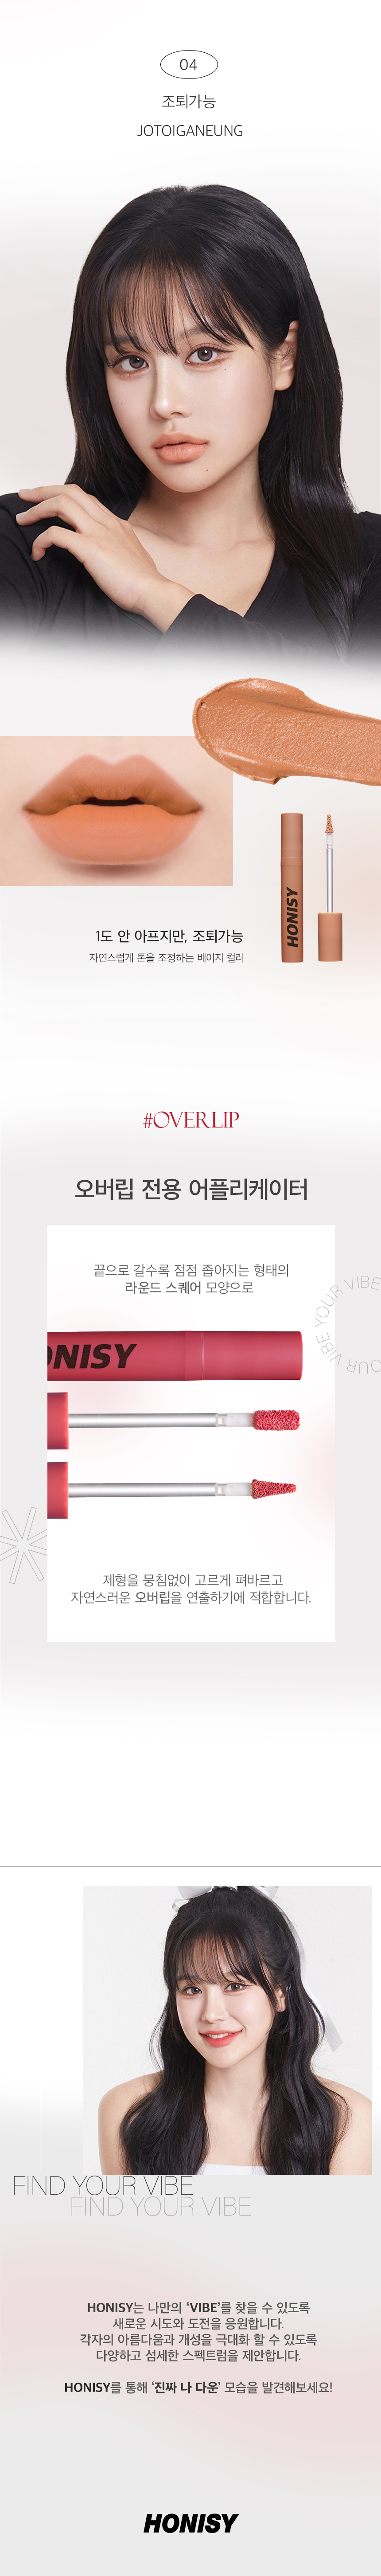 04
조퇴가능
JOTOIGANEUNG
HONISY
1도 안 아프지만, 조퇴가능
자연스럽게 톤을 조정하는 베이지 컬러
#OVERLIP
오버립 전용 어플리케이터
끝으로 갈수록 점점 좁아지는 형태의
라운드 스퀘어 모양으로
YOUR VIBE YOUR VIBE
ONISY
제형을 뭉침없이 고르게 펴바르고
자연스러운 오버립을 연출하기에 적합합니다.
FIND YOUR VIBE
FIND YOUR VIBE
HONISY는 나만의 ‘VIBE’를 찾을 수 있도록
새로운 시도와 도전을 응원합니다.
각자의 아름다움과 개성을 극대화 할 수 있도록
다양하고 섬세한 스펙트럼을 제안합니다.
HONISY를 통해 ‘진짜 나 다운’ 모습을 발견해보세요!
HONISY